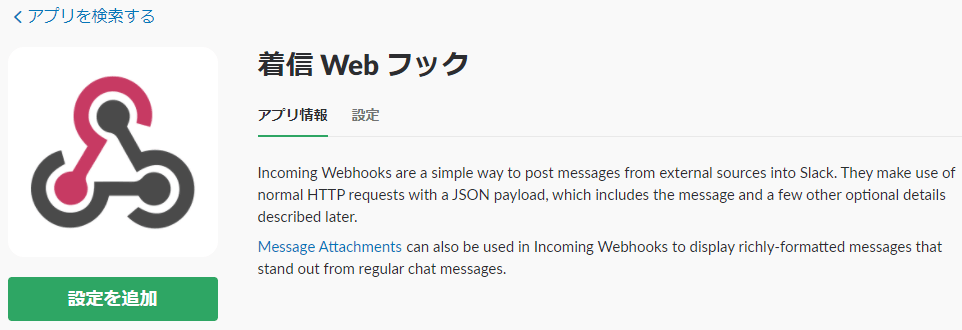 アプリを検索する
着信 Web フック
アプリ情報 設定
Incoming Webhooks are a simple way to post messages from external sources into Slack. They make use of
normal HTTP requests with a JSON payload, which includes the message and a few other optional details
described later.
Message Attachments can also be used in Incoming Webhooks to display richly-formatted messages that
stand out from regular chat messages.
設定を追加